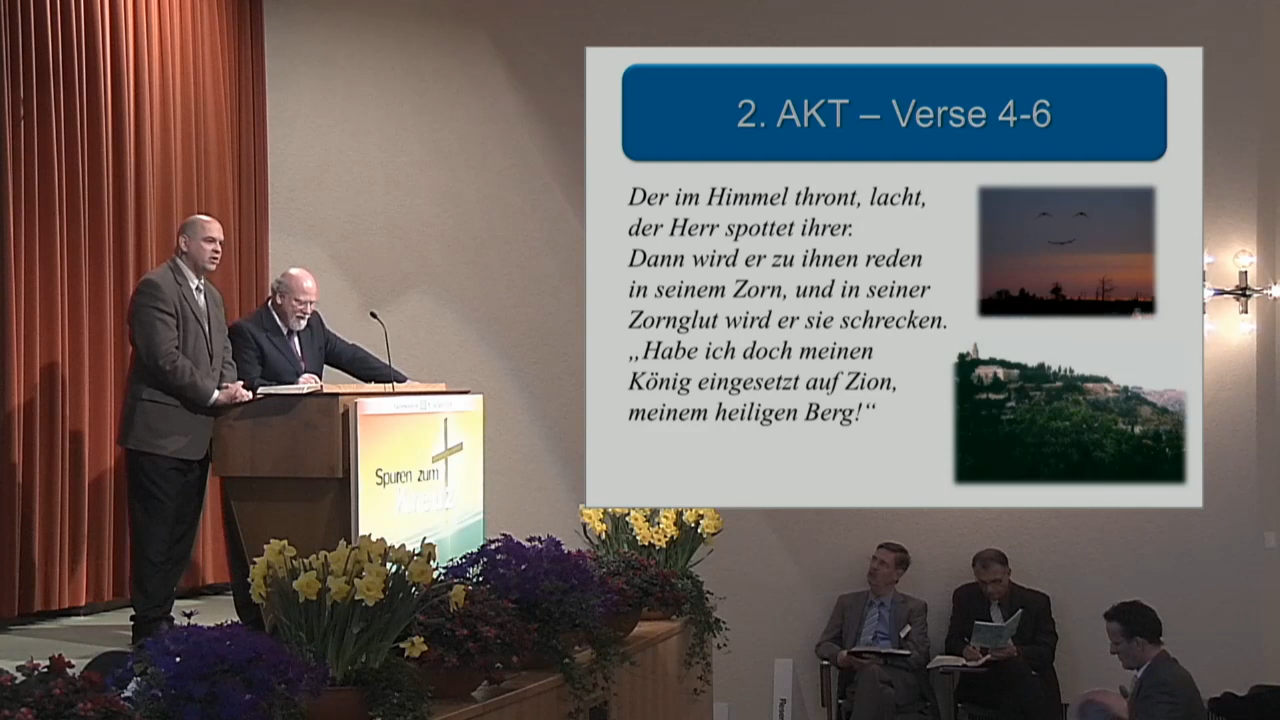 2. AKT – Verse 4-6
Der im Himmel thront, lacht,
der Herr spottet ihrer.
Dann wird er zu ihnen reden
in seinem Zorn, und in seiner
Zornglut wird er sie schrecken.
„Habe ich doch meinen
König eingesetzt auf Zion,
meinem heiligen Berg!“
Spuren zum
Kreuz